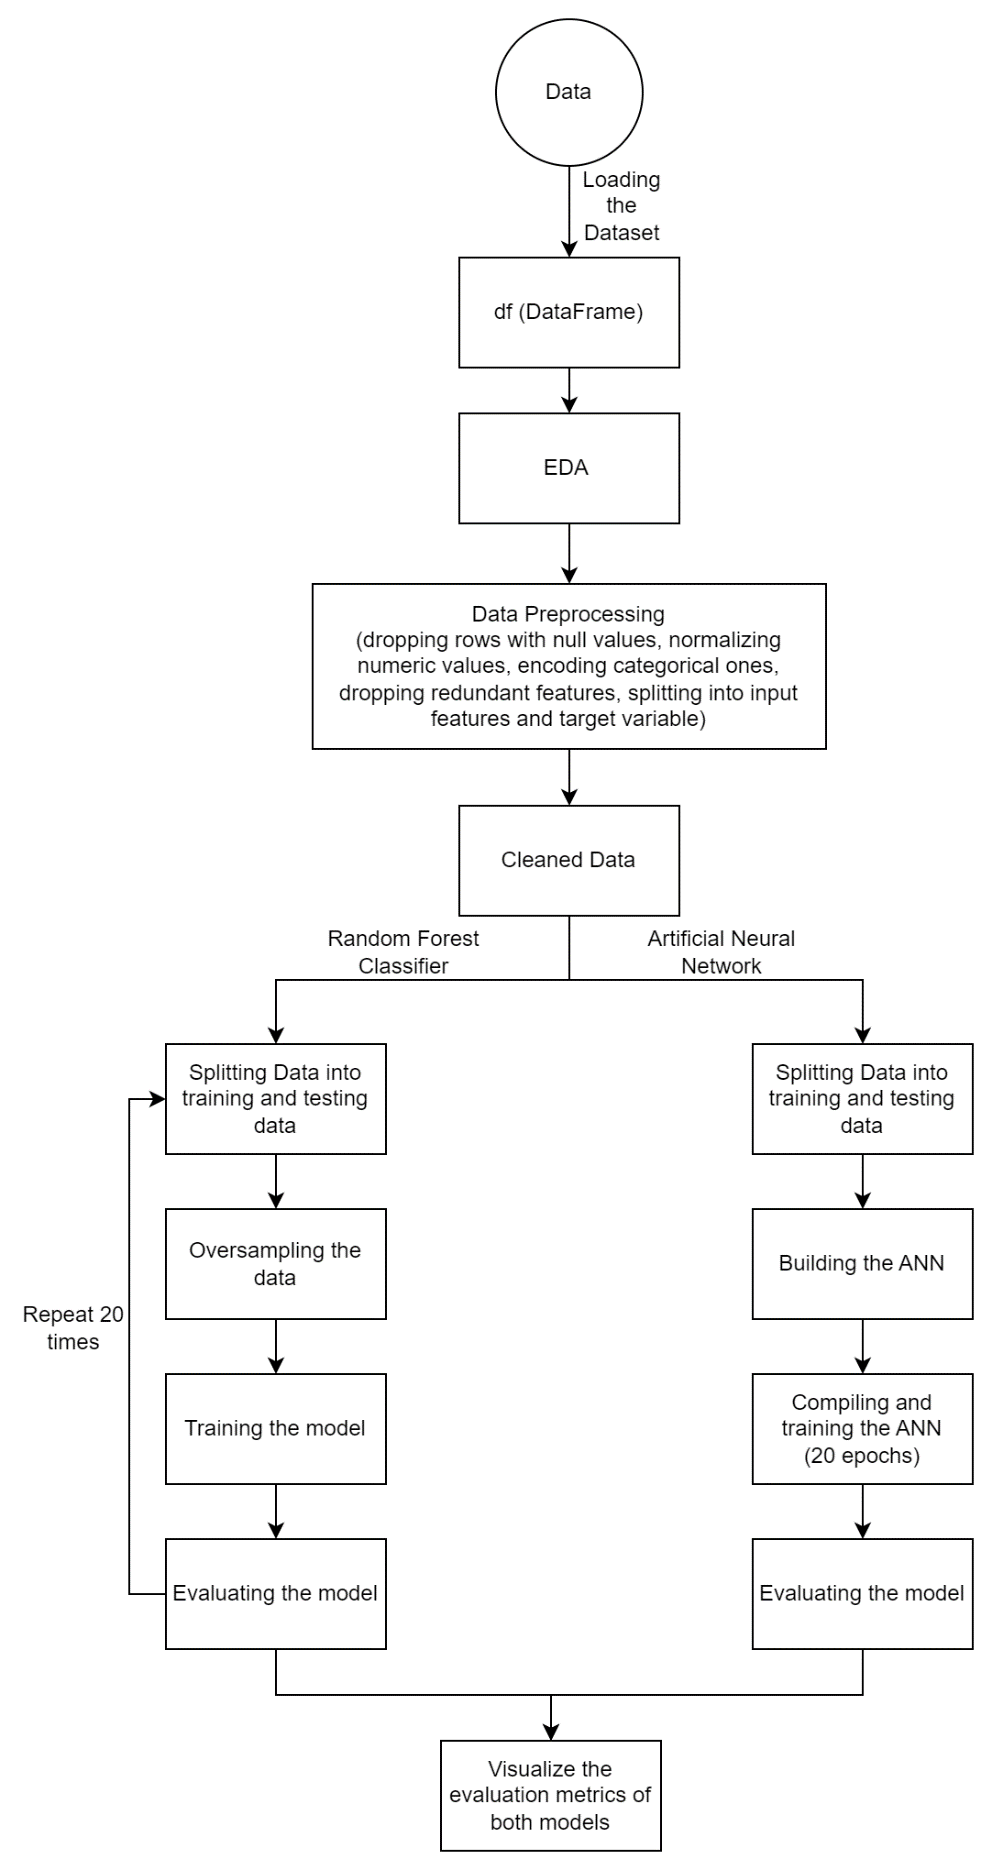 Data
Loading
the
Dataset
df (DataFrame)
EDA
Data Preprocessing
(dropping rows with null values, normalizing
numeric values, encoding categorical ones,
dropping redundant features, splitting into input
features and target variable)
Cleaned Data
Random Forest
Classifier
Artificial Neural
Network
Splitting Data into
training and testing
data
Oversampling the
data
Training the model
Evaluating the model
Repeat 20
times
Splitting Data into
training and testing
data
Building the ANN
Compiling and
training the ANN
(20 epochs)
Evaluating the model
Visualize the
evaluation metrics of
both models